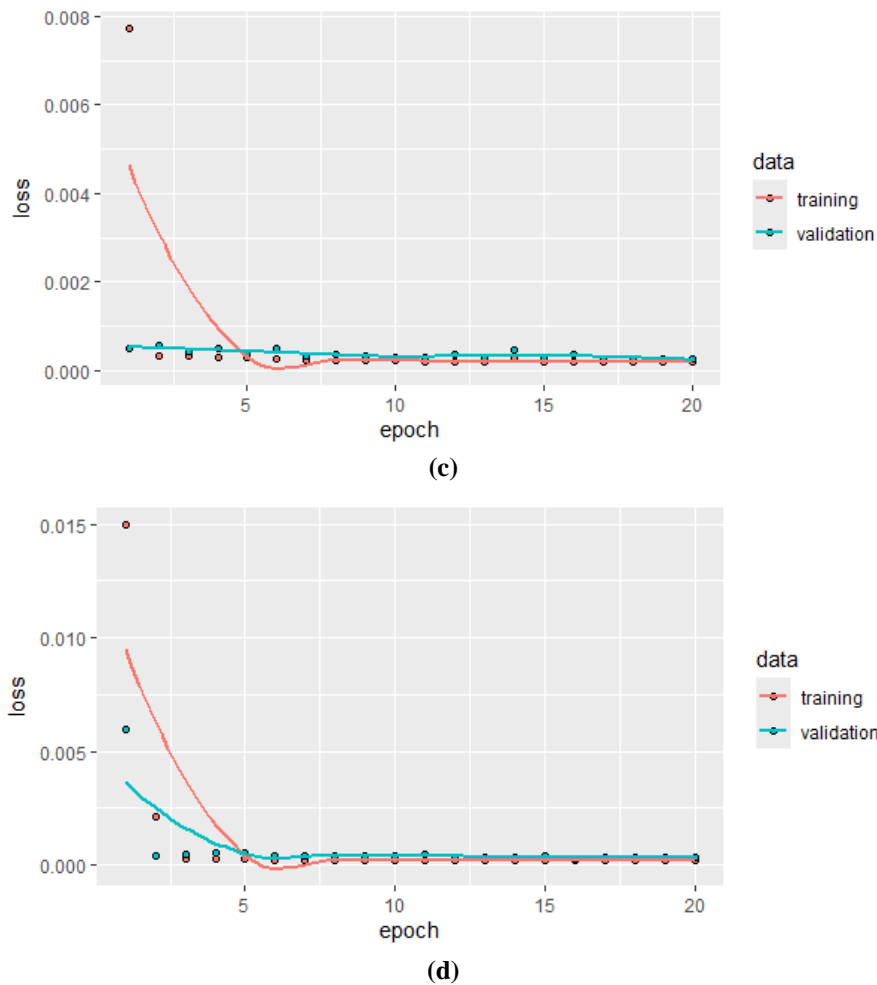 0.008
0.006
0.004
0.002
0.000
loss
5
10
15
20
epoch
data
training
validation
(c)
0.015
0.010
0.005
0.000
loss
5
10
15
20
epoch
data
training
validation
(d)